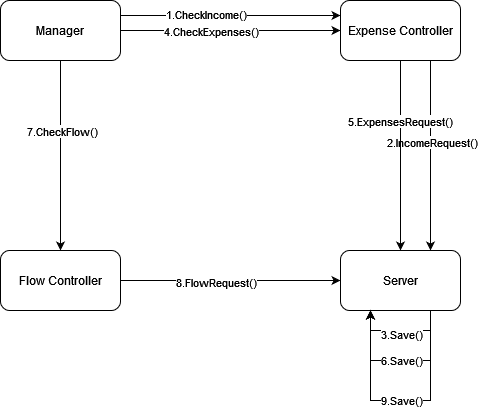 1.CheckIncome()
Manager
Expense Controller
4.CheckExpenses()
5.ExpensesRequest()
7.CheckFlow()
2.IncomeRequest()
Flow Controller
8.FlowRequest()
Server
3.Save()
6.Save()
9.Save()